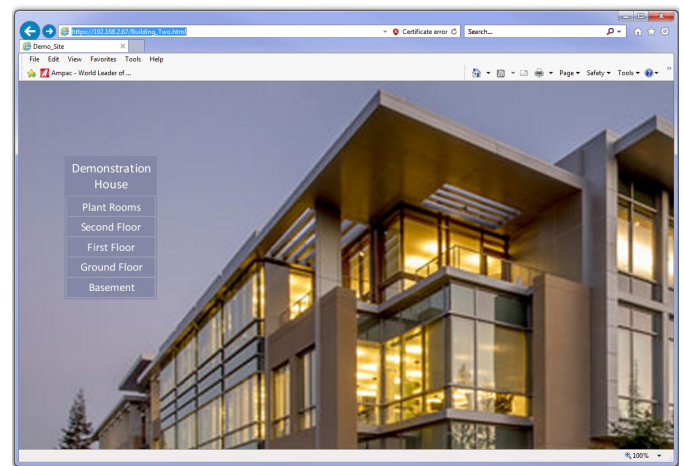 https://192.168.2.67/Building_Two.html
Certificate error
Search...
Demo_Site
File Edit View Favorites Tools Help
Ampac - World Leader of ...
Page Safety Tools
Demonstration
House
Plant Rooms
Second Floor
First Floor
Ground Floor
Basement
100%